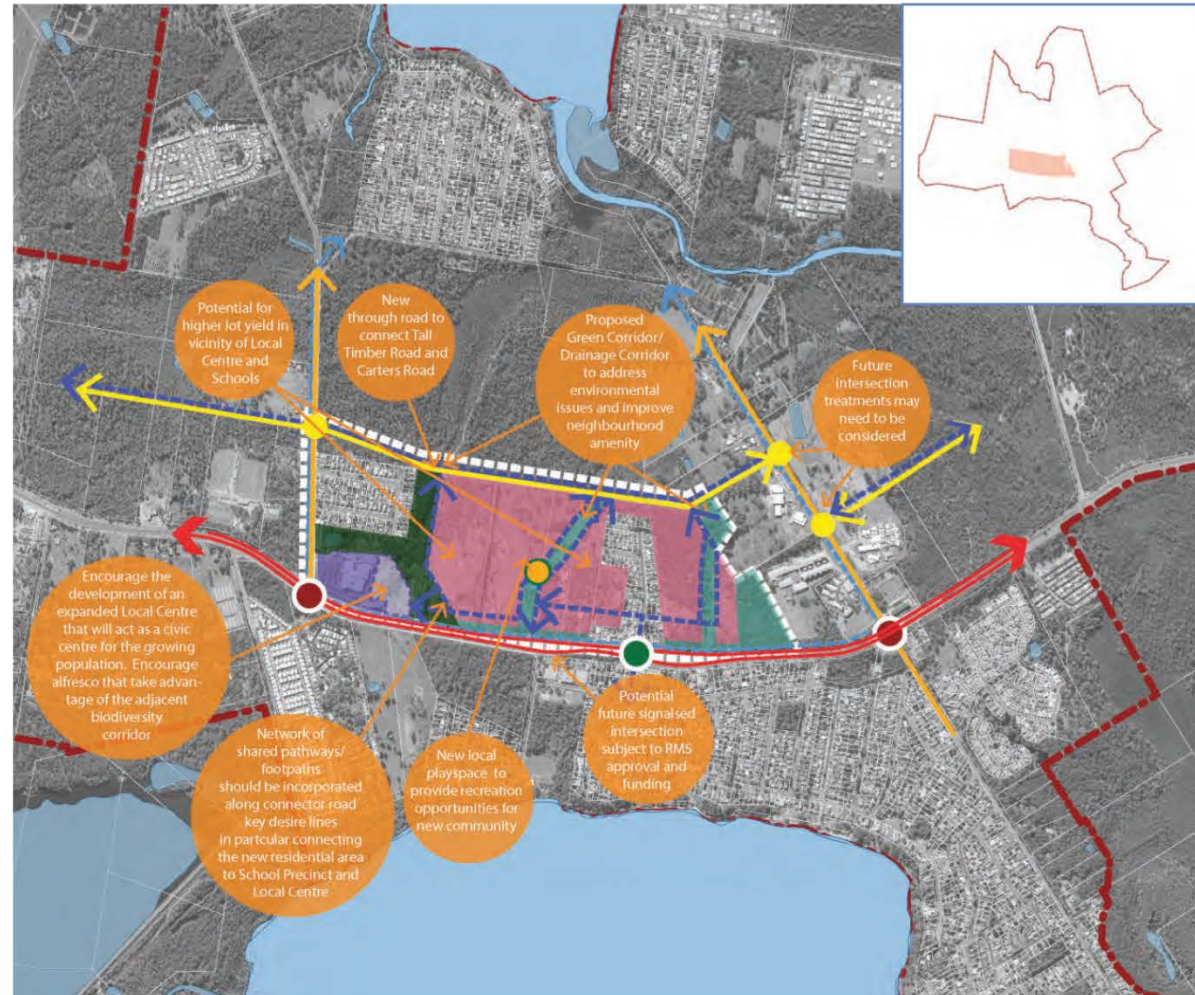 Potential for
higher lot yield in
vicinity of Local
Centre and
Schools
New
through road to
connect Tall
Timber Road and
Carters Road
Proposed
Green Corridor/
Drainage Corridor
to address
environmental
issues and improve
neighbourhood
amenity
Future
intersection
treatments may
need to be
considered
Encourage the
development of an
expanded Local Centre
that will act as a civic
centre for the growing
population. Encourage
alfresco that take advan-
tage of the adjacent
biodiversity
corridor
Network of
shared pathways/
footpaths
should be incorporated
along connector road
key desire lines
in partcular connecting
the new residential area
to School Precinct and
Local Centre
New local
playspace to
provide recreation
opportunities for
new community
Potential
future signalised
intersection
subject to RMS
approval and
funding